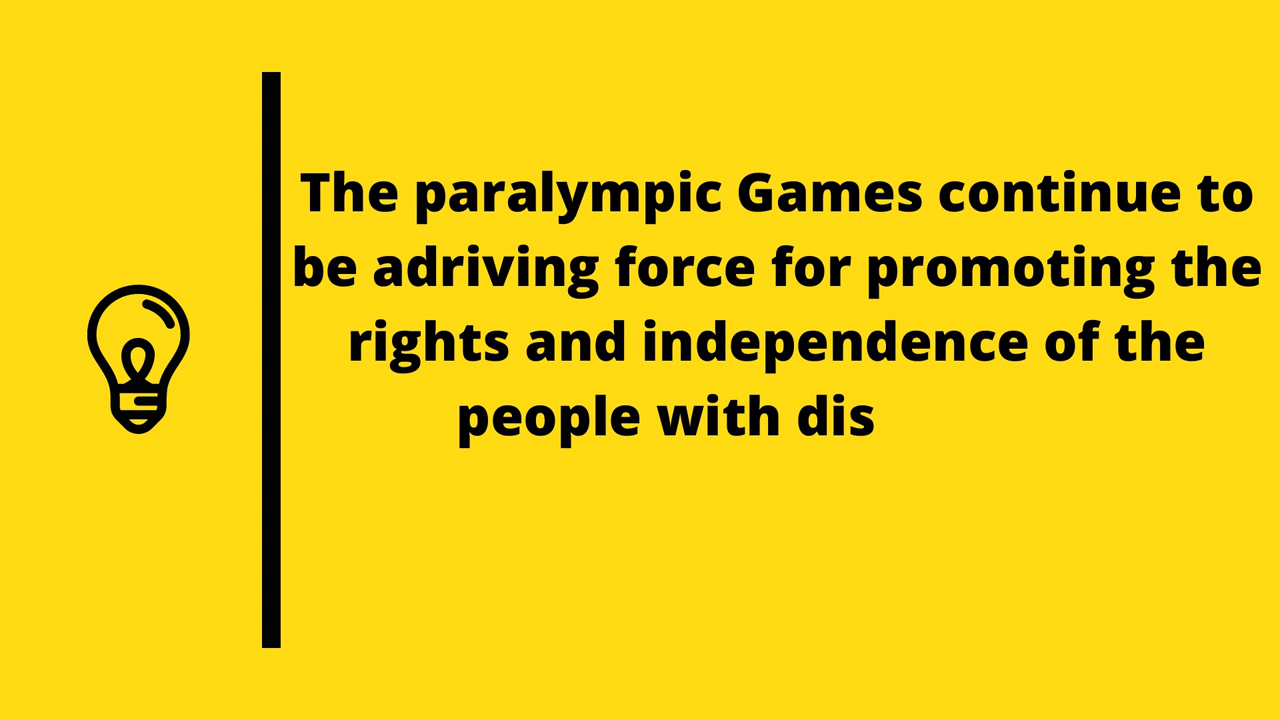 The paralympic Games continue to
be adriving force for promoting the
rights and independence of the
people with dis